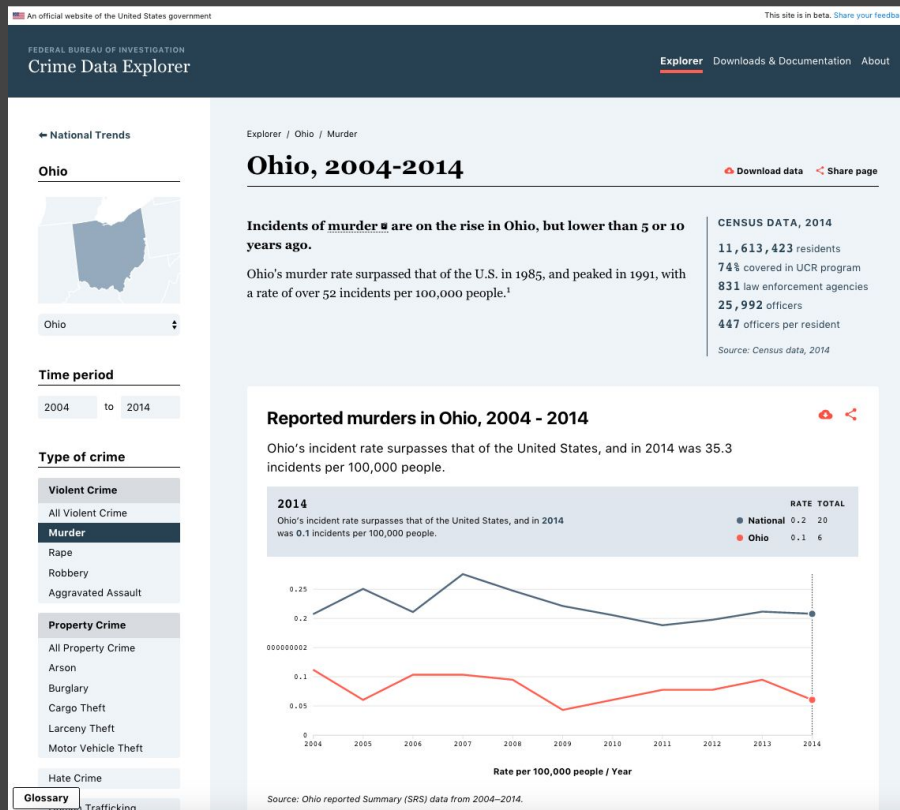 An official website of the United States government
This site is in beta. Share your feedba
FEDERAL BUREAU OF INVESTIGATION
Crime Data Explorer
Explorer Downloads & Documentation About
National Trends
Ohio
Ohio
Time period
2004 to 2014
Type of crime
Violent Crime
All Violent Crime
Murder
Rape
Robbery
Aggravated Assault
Property Crime
All Property Crime
Arson
Burglary
Cargo Theft
Larceny Theft
Motor Vehicle Theft
Hate Crime
Trafficking
Glossary
Explorer / Ohio / Murder
Ohio, 2004-2014
Download data Share page
Incidents of murder are on the rise in Ohio, but lower than 5 or 10
years ago.
Ohio's murder rate surpassed that of the U.S. in 1985, and peaked in 1991, with
a rate of over 52 incidents per 100,000 people.¹
CENSUS DATA, 2014
11,613,423 residents
74% covered in UCR program
831 law enforcement agencies
25,992 officers
447 officers per resident
Source: Census data, 2014
Reported murders in Ohio, 2004 - 2014
Ohio's incident rate surpasses that of the United States, and in 2014 was 35.3
incidents per 100,000 people.
2014
Ohio's incident rate surpasses that of the United States, and in 2014
was 0.1 incidents per 100,000 people.
RATE TOTAL
National 0.2 20
Ohio 0.1 6
0.25
0.2
000000002
0.1
0.05
0
2004 2005 2006 2007 2008 2009 2010 2011 2012 2013 2014
Rate per 100,000 people / Year
Source: Ohio reported Summary (SRS) data from 2004–2014.